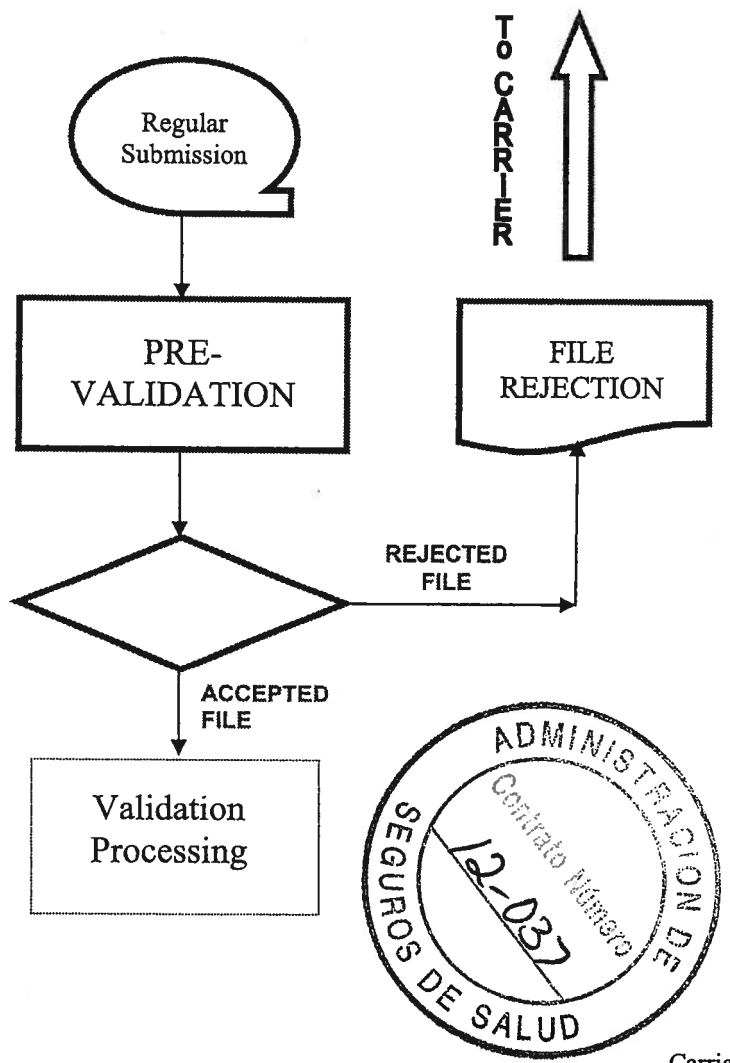 Regular
Submission
To CARRIER
PRE-
VALIDATION
FILE
REJECTION
REJECTED
FILE
ACCEPTED
FILE
Validation
Processing
ADMINISTRACION DE
SEGUROS DE SALUD
Contrato Número
12-037
Carrie